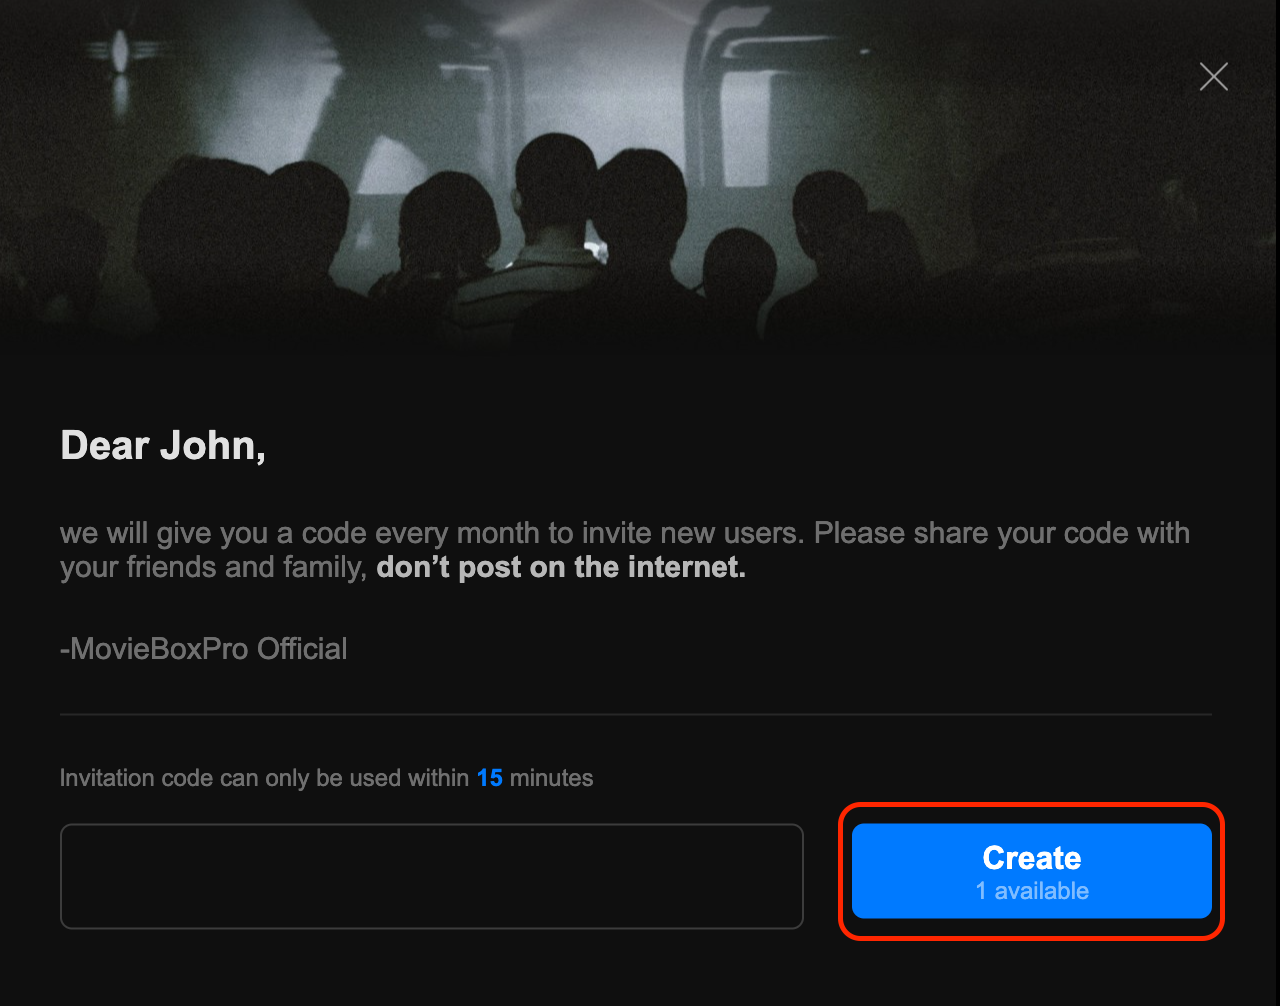 Dear John,
we will give you a code every month to invite new users. Please share your code with
your friends and family, don’t post on the internet.
-MovieBoxPro Official
Invitation code can only be used within 15 minutes
Create
1 available